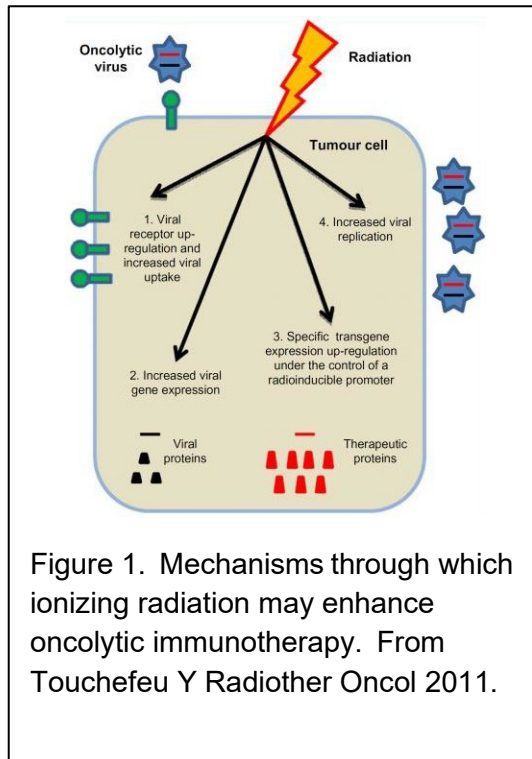 Oncolytic
virus
Radiation
Tumour cell
1. Viral
receptor up-
regulation and
increased viral
uptake
4. Increased viral
replication
3. Specific transgene
expression up-regulation
under the control of a
radioinducible promoter
2. Increased viral
gene expression
Viral
proteins
Therapeutic
proteins
Figure 1. Mechanisms through which
ionizing radiation may enhance
oncolytic immunotherapy. From
Touchefeu Y Radiother Oncol 2011.